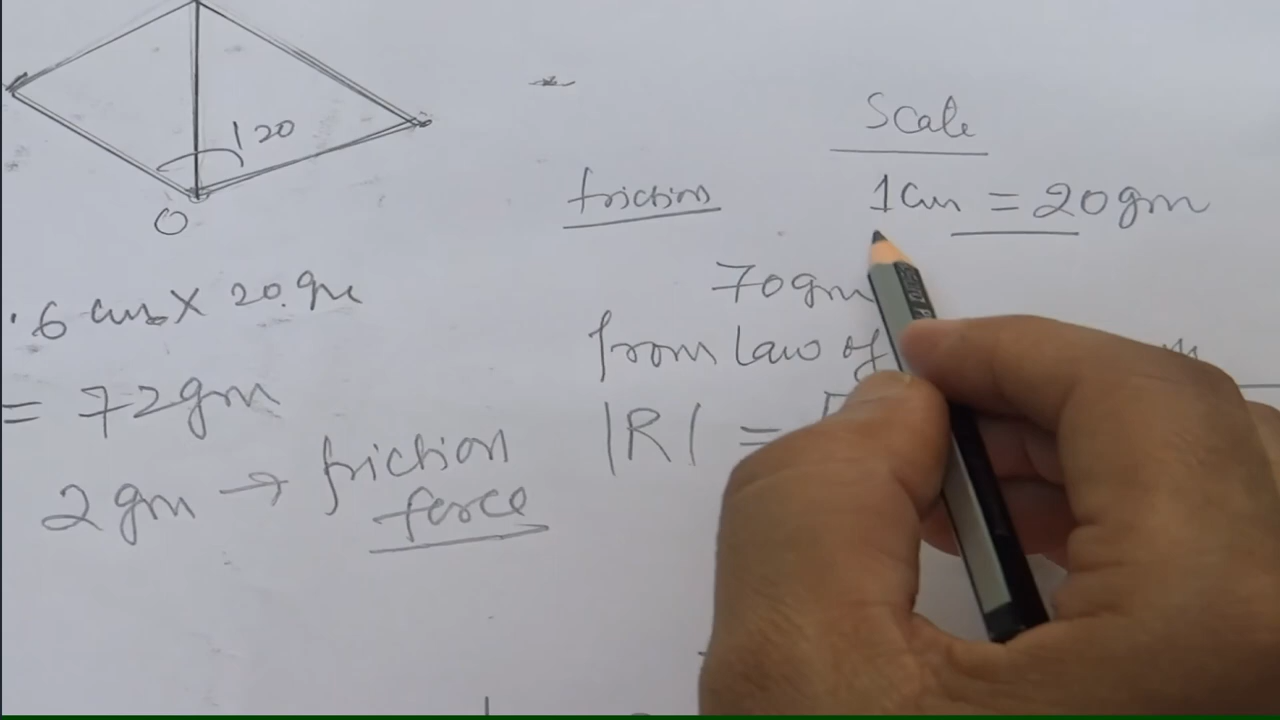 120
O
.6 cm X 20.gm
= 72gm
2gm → friction
force
Scale
friction
1cm = 20gm
70gm
from law of
|R| =